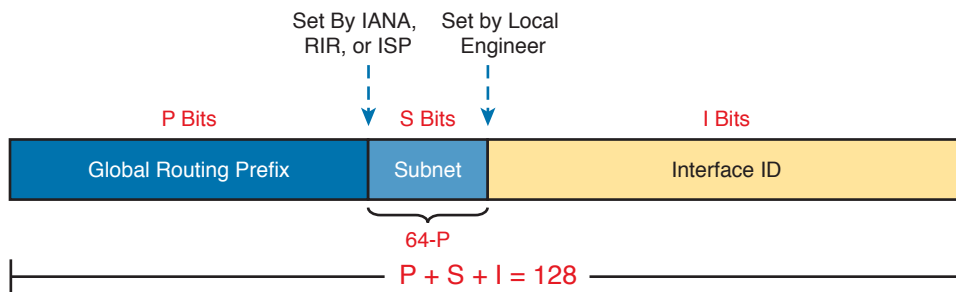 Set By IANA,
RIR, or ISP
Set by Local
Engineer
P Bits
S Bits
I Bits
Global Routing Prefix
Subnet
Interface ID
64-P
P + S + I = 128